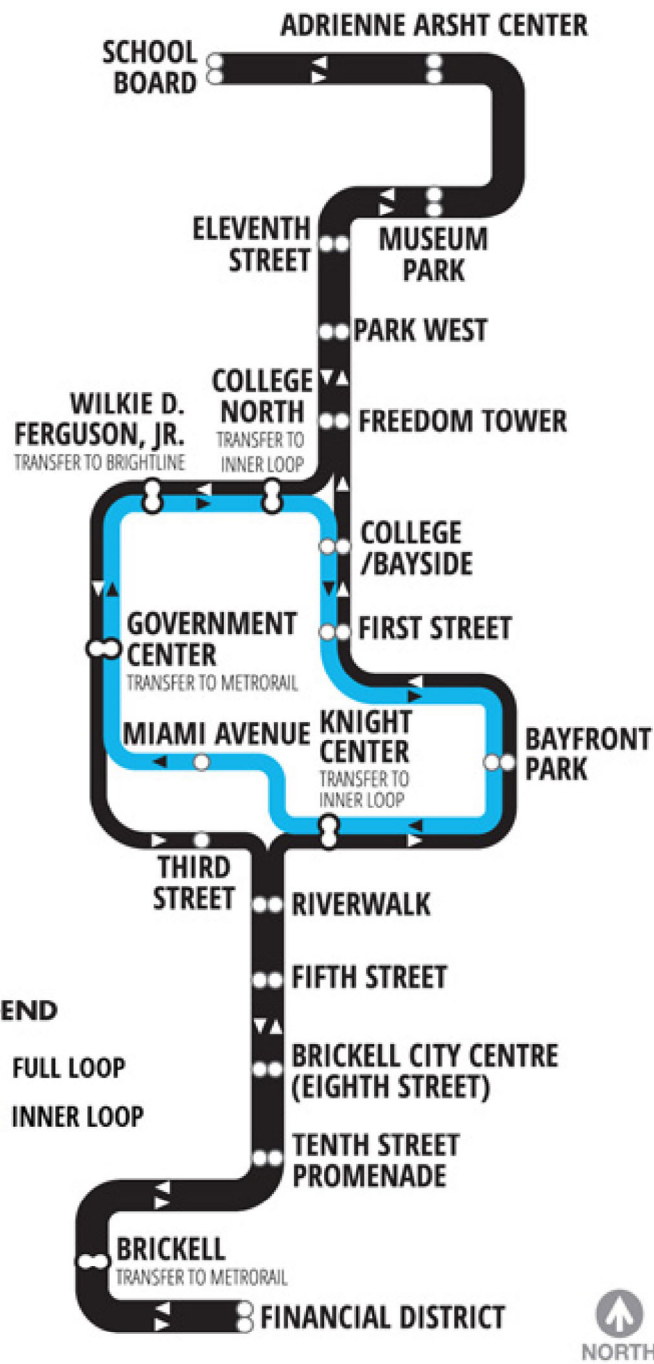 ADRIENNE ARSHT CENTER
SCHOOL
BOARD
ELEVENTH
STREET
MUSEUM
PARK
PARK WEST
COLLEGE
NORTH
TRANSFER TO
INNER LOOP
WILKIE D.
FERGUSON, JR.
TRANSFER TO BRIGHTLINE
FREEDOM TOWER
COLLEGE
/BAYSIDE
GOVERNMENT
CENTER
TRANSFER TO METRORAIL
FIRST STREET
MIAMI AVENUE
KNIGHT
CENTER
TRANSFER TO
INNER LOOP
BAYFRONT
PARK
THIRD
STREET
RIVERWALK
FIFTH STREET
END
FULL LOOP
INNER LOOP
BRICKELL CITY CENTRE
(EIGHTH STREET)
TENTH STREET
PROMENADE
BRICKELL
TRANSFER TO METRORAIL
FINANCIAL DISTRICT
NORTH